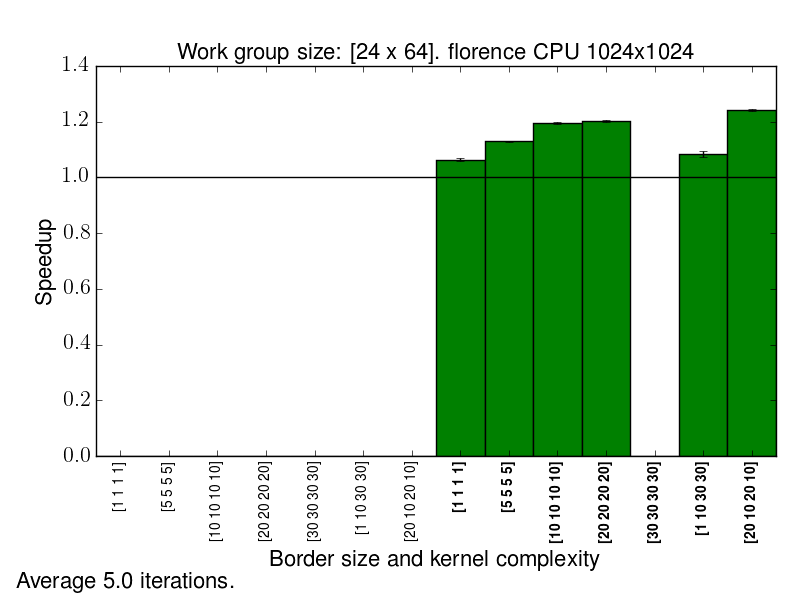 Work group size: [24 x 64]. florence CPU 1024x1024
1.4
1.2
1.0
0.8
0.6
0.4
0.2
0.0
Speedup
[1 1 1 1]
[5 5 5 5]
[10 10 10 10]
[20 20 20 20]
[30 30 30 30]
[1 10 30 30]
[20 10 20 10]
[1 1 1 1]
[5 5 5 5]
[10 10 10 10]
[20 20 20 20]
[30 30 30 30]
[1 10 30 30]
[20 10 20 10]
Border size and kernel complexity
Average 5.0 iterations.